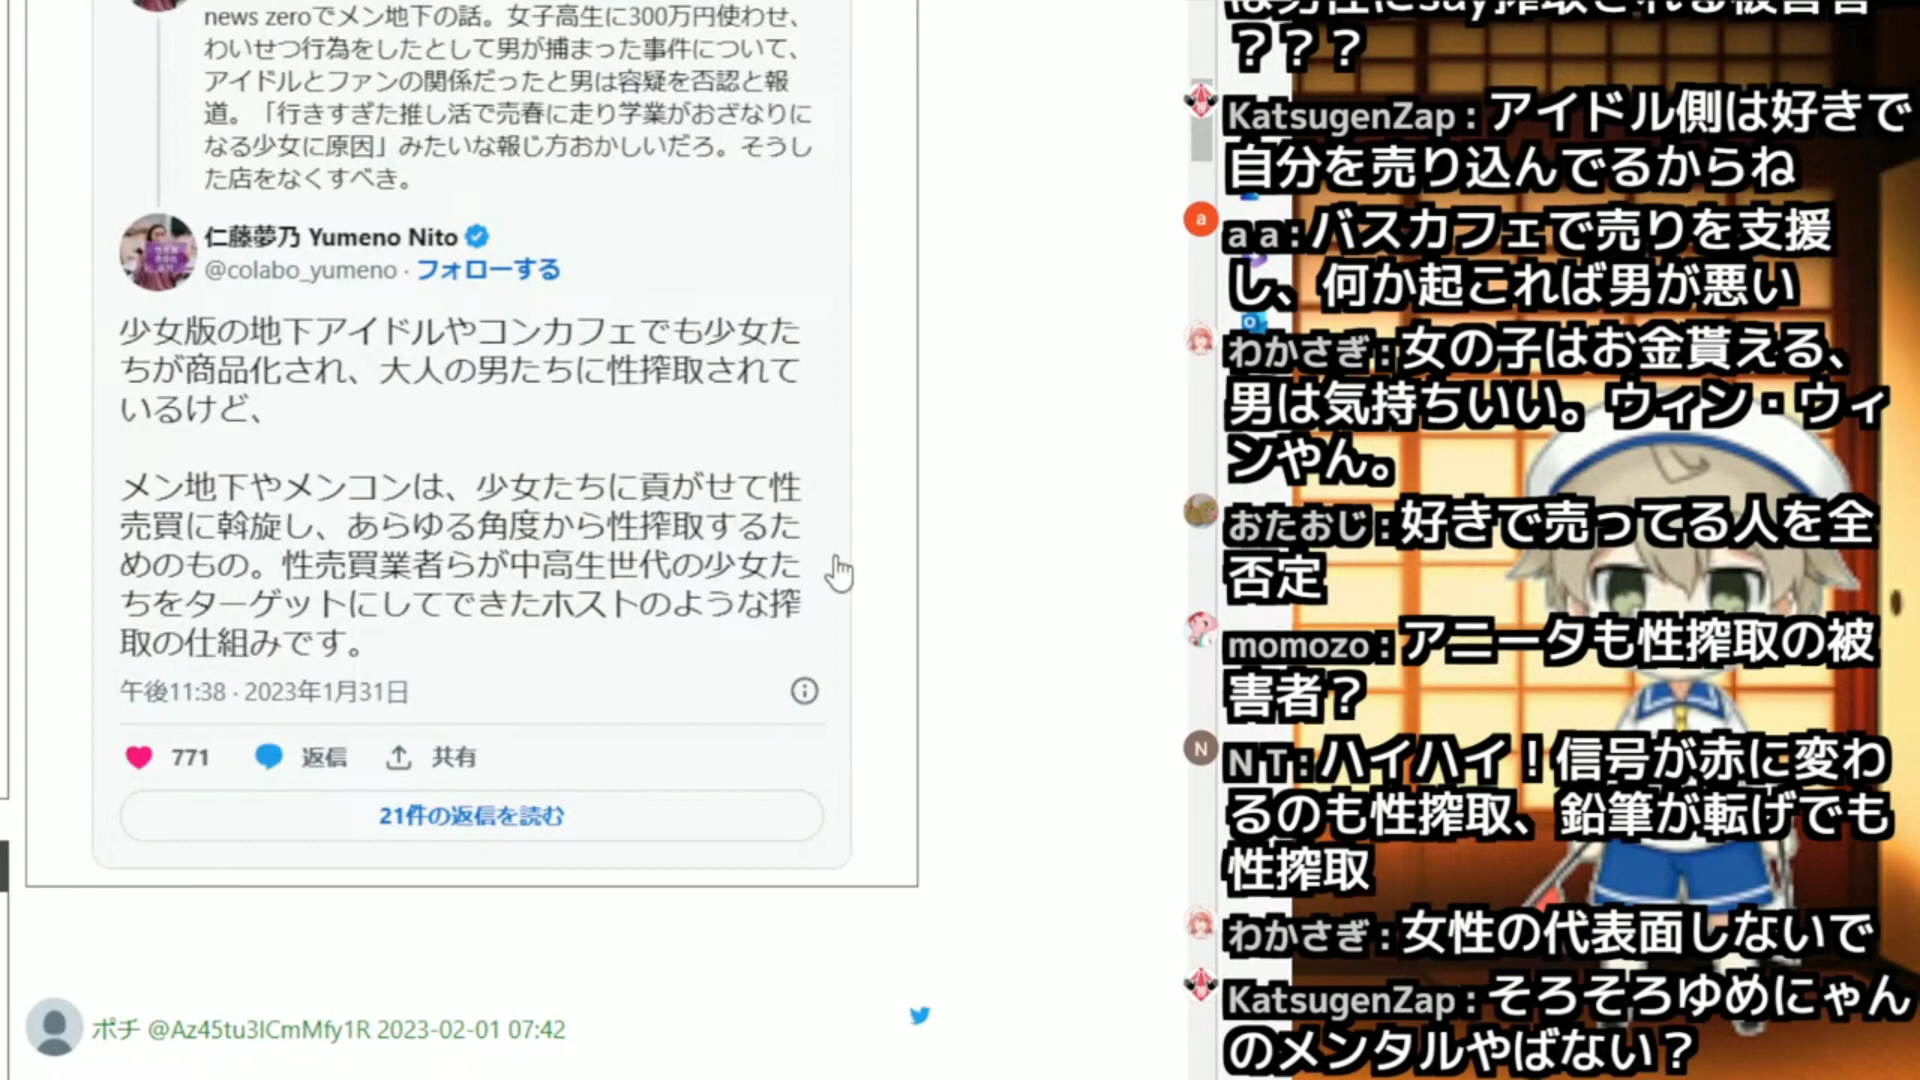 news zeroでメン地下の話。女子高生に300万円使わせ、
わいせつ行為をしたとして男が捕まった事件について、
アイドルとファンの関係だったと男は容疑を否認と報
道。「行きすぎた推し活で売春に走り学業がおざなりに
なる少女に原因」みたいな報じ方おかしいだろ。そうし
た店をなくすべき。
仁藤夢乃 Yumeno Nito
@colabo_yumeno · フォローする
少女版の地下アイドルやコンカフェでも少女た
ちが商品化され、大人の男たちに性搾取されて
いるけど、
メン地下やメンコンは、少女たちに貢がせて性
売買に斡旋し、あらゆる角度から性搾取するた
めのもの。性売買業者らが中高生世代の少女た
ちをターゲットにしてできたホストのような搾
取の仕組みです。
午後11:38 · 2023年1月31日
771 返信 共有
21件の返信を読む
ポチ @Az45tu3lCmMfy1R 2023-02-01 07:42
は男性にsay搾取される被害者
？？？
KatsugenZap : アイドル側は好きで
自分を売り込んでるからね
a
a a : バスカフェで売りを支援
し、何か起これば男が悪い
わかさぎ : 女の子はお金貰える、
男は気持ちいい。ウィン・ウィ
ンやん。
おたおじ : 好きで売ってる人を全
否定
momozo : アニータも性搾取の被
害者？
N
N T : ハイハイ！信号が赤に変わ
るのも性搾取、鉛筆が転げでも
性搾取
わかさぎ : 女性の代表面しないで
KatsugenZap : そろそろゆめにゃん
のメンタルやばない？